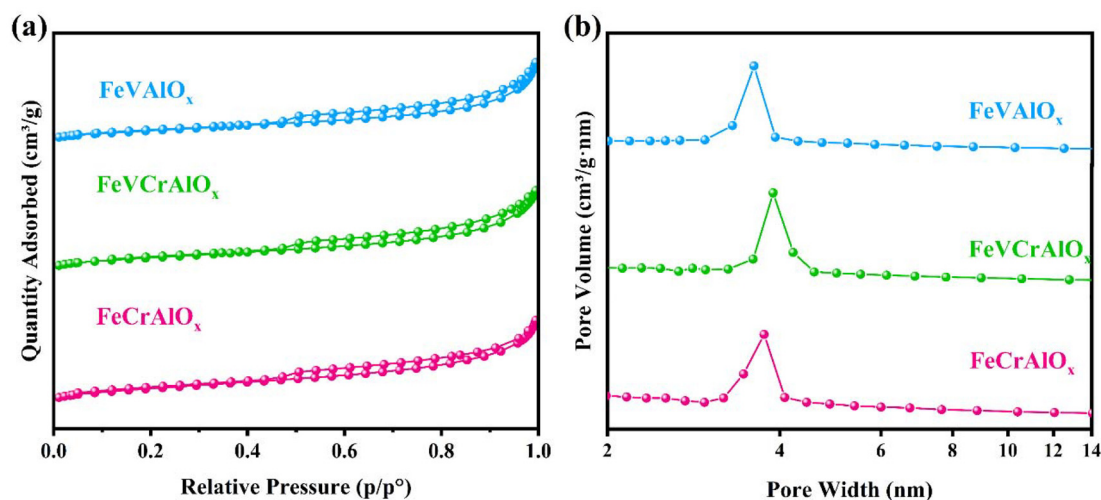 (a)
Quantity Adsorbed (cm³/g)
FeVAlOₓ
FeVCrAlOₓ
FeCrAlOₓ
0.0 0.2 0.4 0.6 0.8 1.0
Relative Pressure (p/p°)
(b)
Pore Volume (cm³/g·nm)
FeVAlOₓ
FeVCrAlOₓ
FeCrAlOₓ
2 4 6 8 10 12 14
Pore Width (nm)